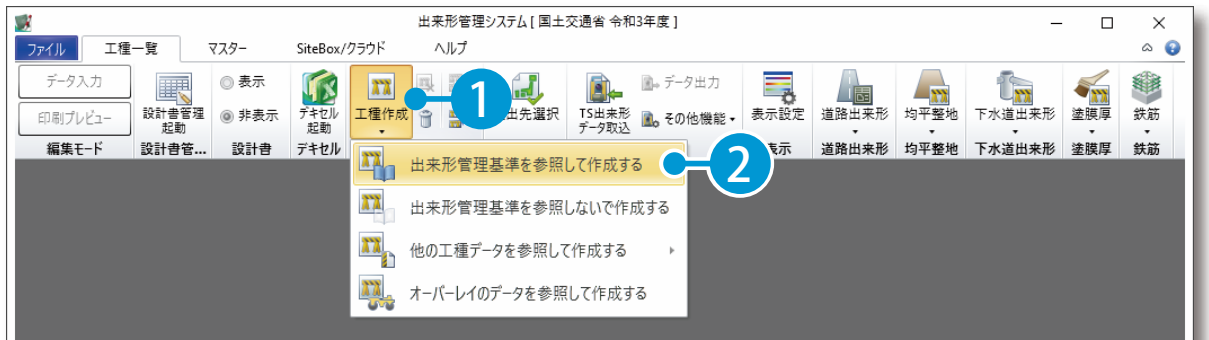 出来形管理システム [ 国土交通省 令和3年度 ]
ファイル 工種一覧 マスター SiteBox/クラウド ヘルプ
データ入力
印刷プレビュー
編集モード
設計書管理
起動
設計書管...
表示
非表示
設計書
デキセル
起動
デキセル
工種作成
1
出先選択
TS出来形
データ取込
データ出力
その他機能
表示設定
表示
道路出来形
道路出来形
均平整地
均平整地
下水道出来形
下水道出来形
塗膜厚
塗膜厚
鉄筋
鉄筋
出来形管理基準を参照して作成する
2
出来形管理基準を参照しないで作成する
他の工種データを参照して作成する
オーバーレイのデータを参照して作成する